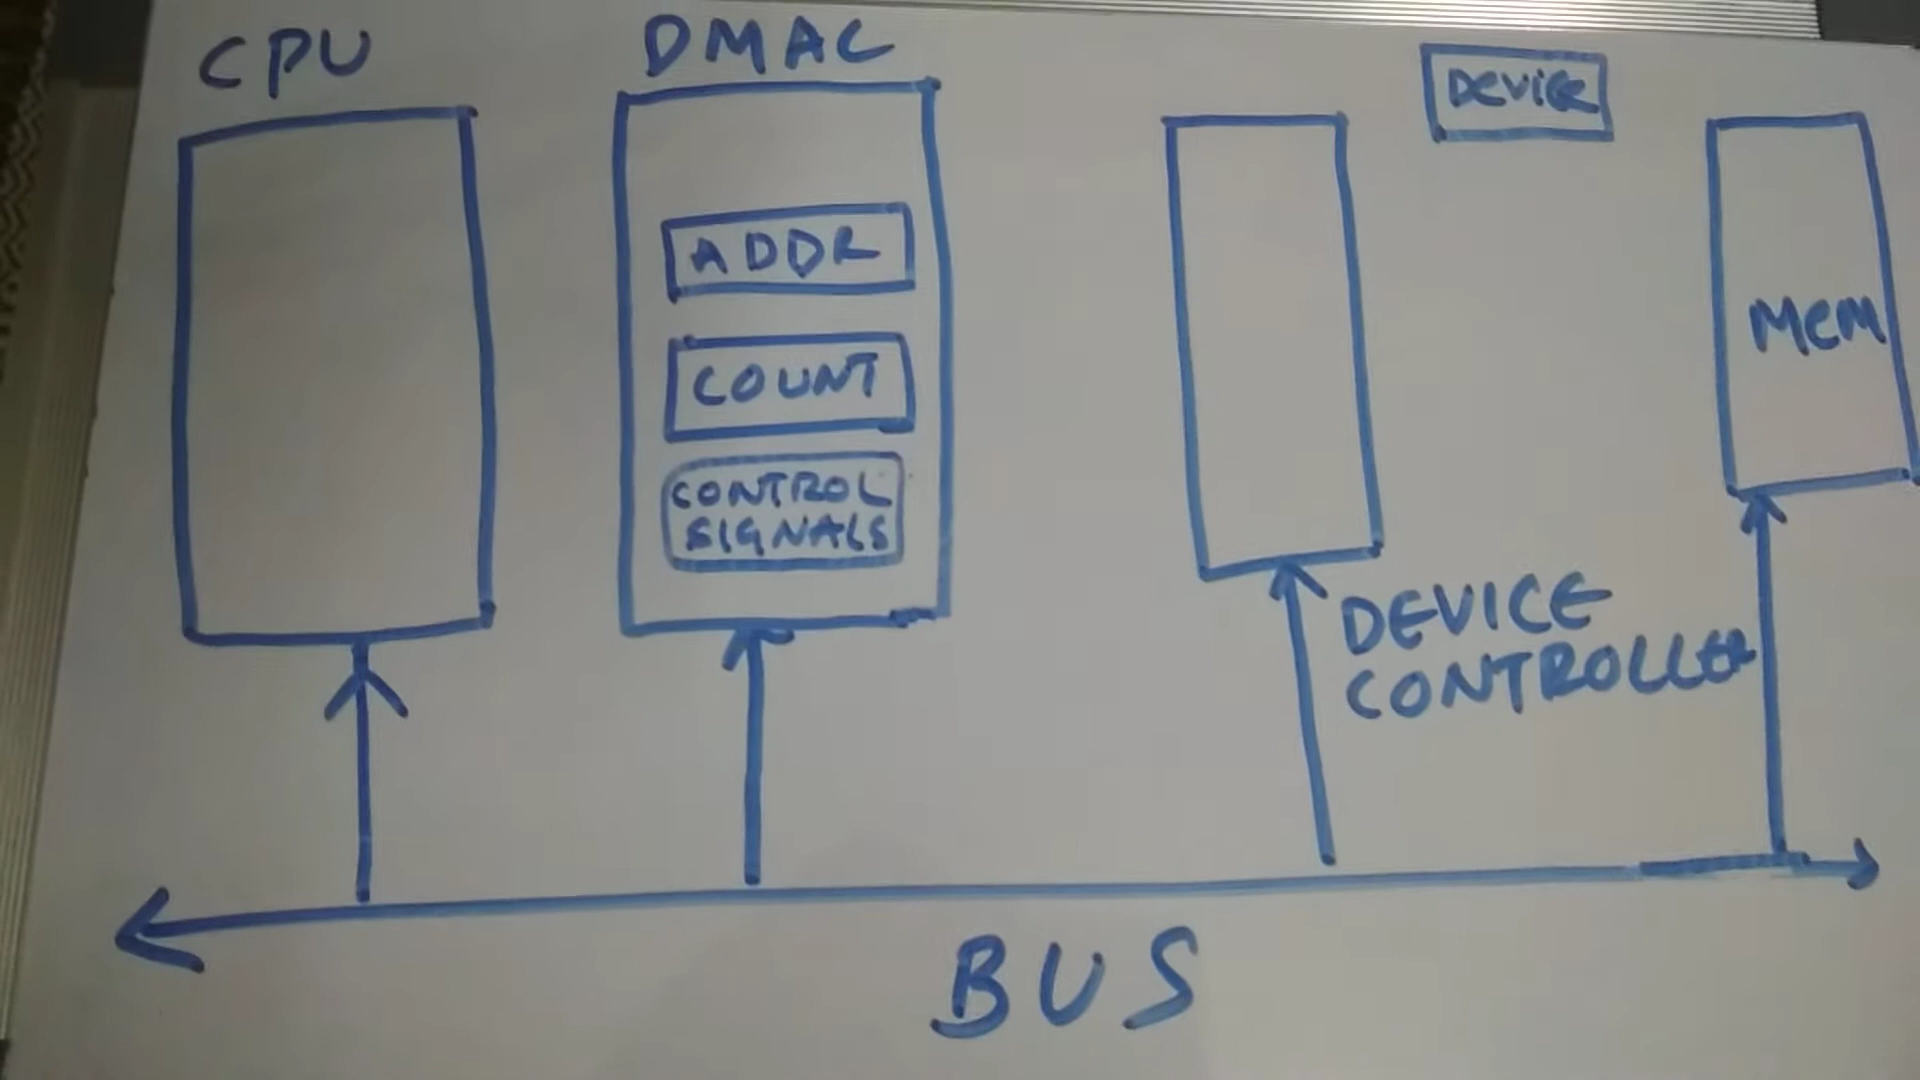 CPU
DMAC
DEVICE
ADDR
COUNT
CONTROL
SIGNALS
MEM
DEVICE
CONTROLLER
BUS